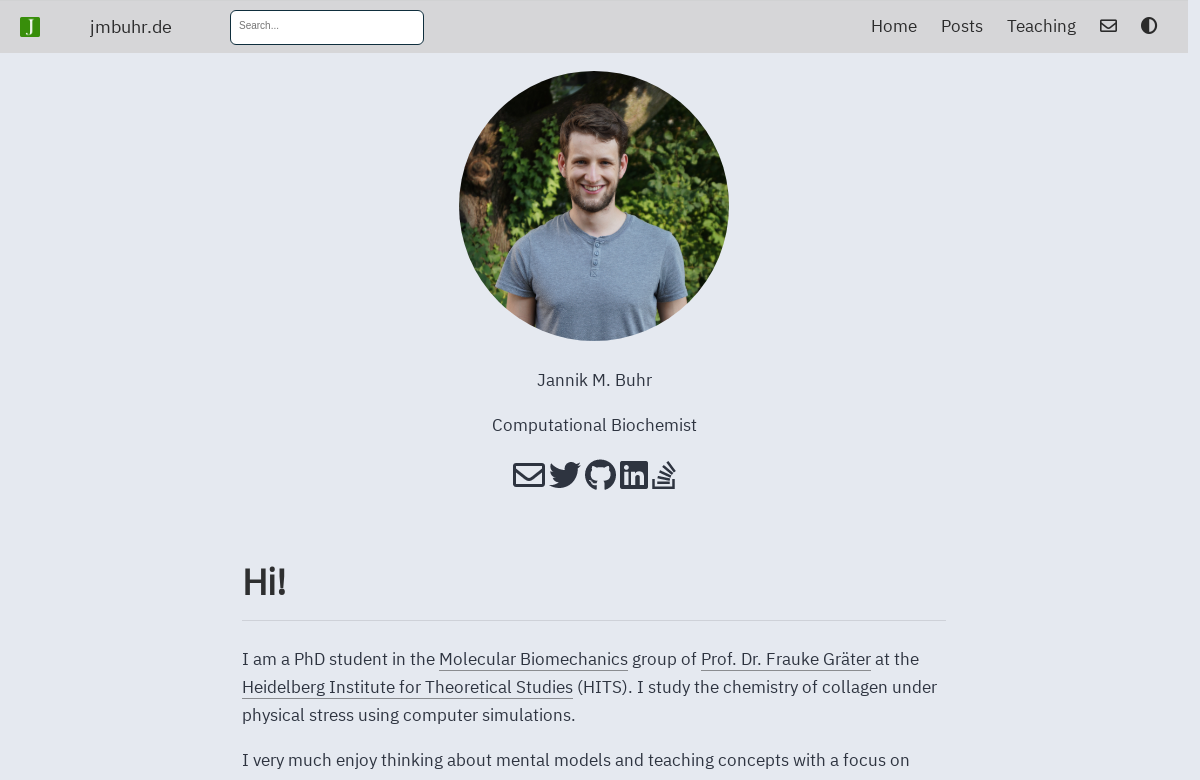 J
jmbuhr.de
Search...
Home
Posts
Teaching
Jannik M. Buhr
Computational Biochemist
Hi!
I am a PhD student in the Molecular Biomechanics group of Prof. Dr. Frauke Gräter at the
Heidelberg Institute for Theoretical Studies (HITS). I study the chemistry of collagen under
physical stress using computer simulations.
I very much enjoy thinking about mental models and teaching concepts with a focus on